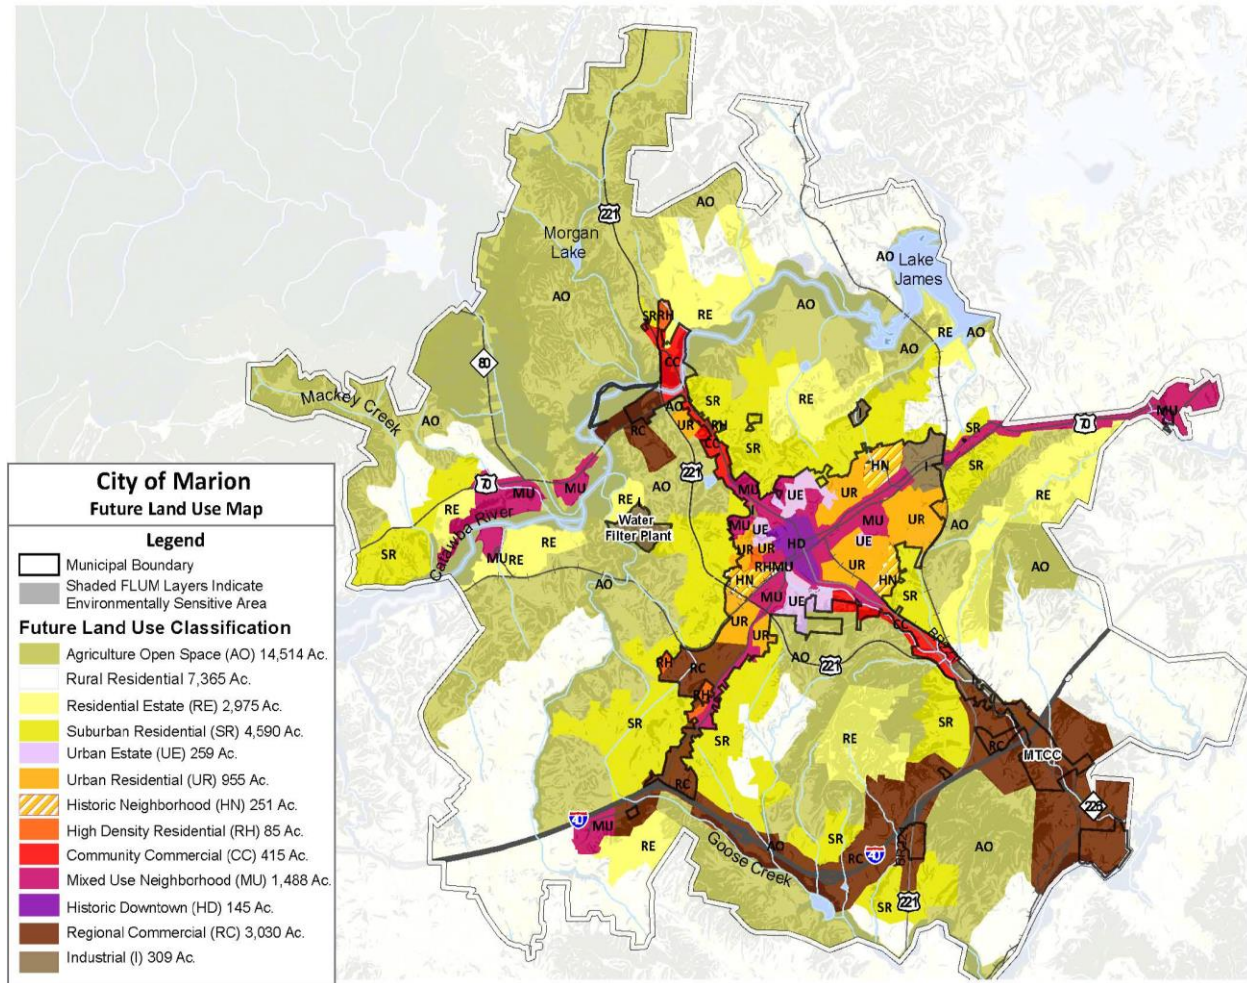 City of Marion
Future Land Use Map
Legend
Municipal Boundary
Shaded FLUM Layers Indicate
Environmentally Sensitive Area
Future Land Use Classification
Agriculture Open Space (AO) 14,514 Ac.
Rural Residential 7,365 Ac.
Residential Estate (RE) 2,975 Ac.
Suburban Residential (SR) 4,590 Ac.
Urban Estate (UE) 259 Ac.
Urban Residential (UR) 955 Ac.
Historic Neighborhood (HN) 251 Ac.
High Density Residential (RH) 85 Ac.
Community Commercial (CC) 415 Ac.
Mixed Use Neighborhood (MU) 1,488 Ac.
Historic Downtown (HD) 145 Ac.
Regional Commercial (RC) 3,030 Ac.
Industrial (I) 309 Ac.
AO
221
Morgan
Lake
AO
Lake
James
AO
AO
SR
RH
RE
RE
AO
AO
80
CC
Mackey Creek
AO
SR
RE
MU
AO
UR
RH
CC
I
SR
70
SR
RC
HN
I
SR
221
70
MU
MU
AO
MU
UE
UR
RE
RE
RE
Catawba River
Water
Filter Plant
MU
UE
MU
UR
AO
SR
RE
UR
UR
HD
UE
MU
RE
AO
HN
RH
MU
UR
HN
AO
MU
UE
SR
UR
UR
CC
RH
RC
AO
221
RH
SR
SR
RE
SR
RC
MTCC
RC
226
40
MU
RE
Goose Creek
AO
SR
RC
40
AO
SR
221